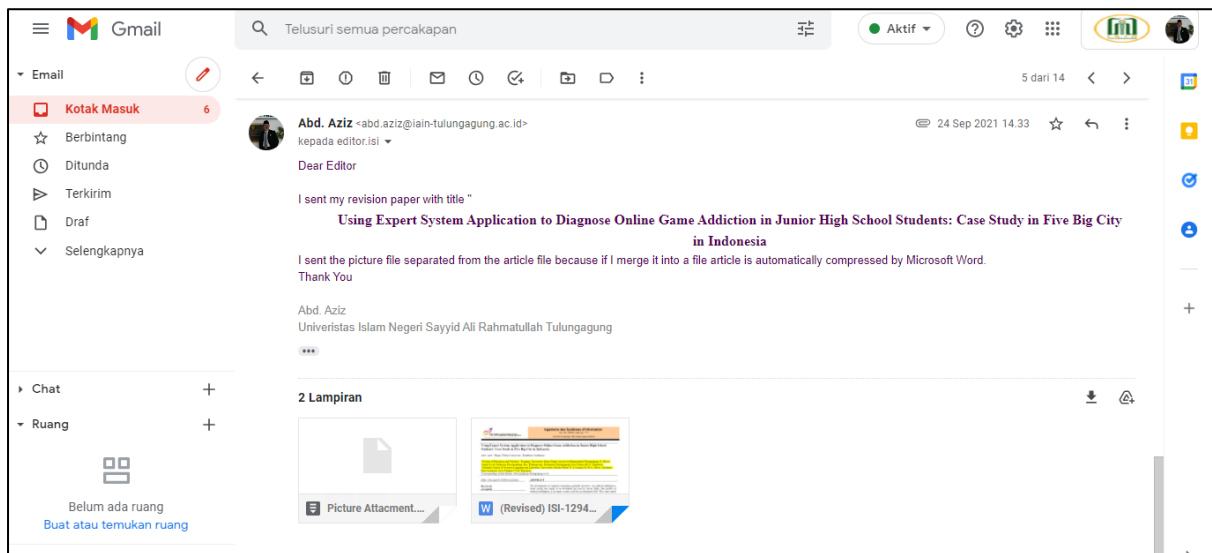 Gmail
Telusuri semua percakapan
Aktif
Email
Kotak Masuk 6
Berbintang
Ditunda
Terkirim
Draf
Selengkapnya
Chat
Ruang
Belum ada ruang
Buat atau temukan ruang
5 dari 14
31
Abd. Aziz <abd.aziz@iain-tulungagung.ac.id>
24 Sep 2021 14.33
kepada editor.isi
Dear Editor
I sent my revision paper with title "
Using Expert System Application to Diagnose Online Game Addiction in Junior High School Students: Case Study in Five Big City
in Indonesia
I sent the picture file separated from the article file because if I merge it into a file article is automatically compressed by Microsoft Word.
Thank You
Abd. Aziz
Univeristas Islam Negeri Sayyid Ali Rahmatullah Tulungagung
2 Lampiran
Picture Attacment....
W (Revised) ISI-1294...